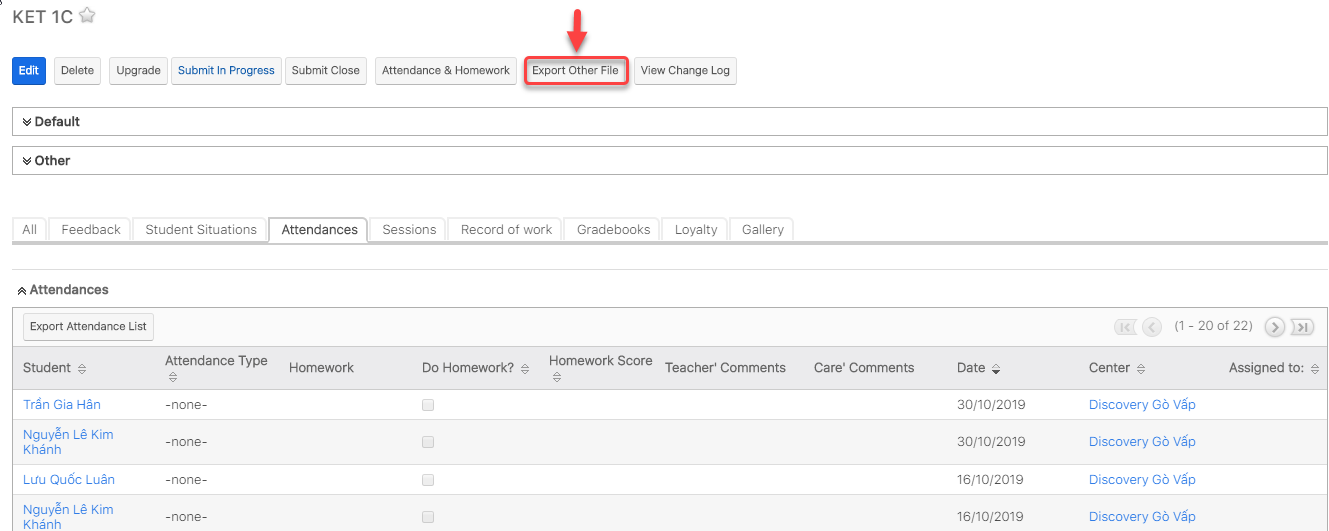 KET 1C
Edit Delete Upgrade Submit In Progress Submit Close Attendance & Homework Export Other File View Change Log
Default
Other
All Feedback Student Situations Attendances Sessions Record of work Gradebooks Loyalty Gallery
Attendances
Export Attendance List (1 - 20 of 22)
Student Attendance Type Homework Do Homework? Homework Score Teacher' Comments Care' Comments Date Center Assigned to:
Trần Gia Hân -none- 30/10/2019 Discovery Gò Vấp
Nguyễn Lê Kim
Khánh -none- 30/10/2019 Discovery Gò Vấp
Lưu Quốc Luân -none- 16/10/2019 Discovery Gò Vấp
Nguyễn Lê Kim
Khánh -none- 16/10/2019 Discovery Gò Vấp